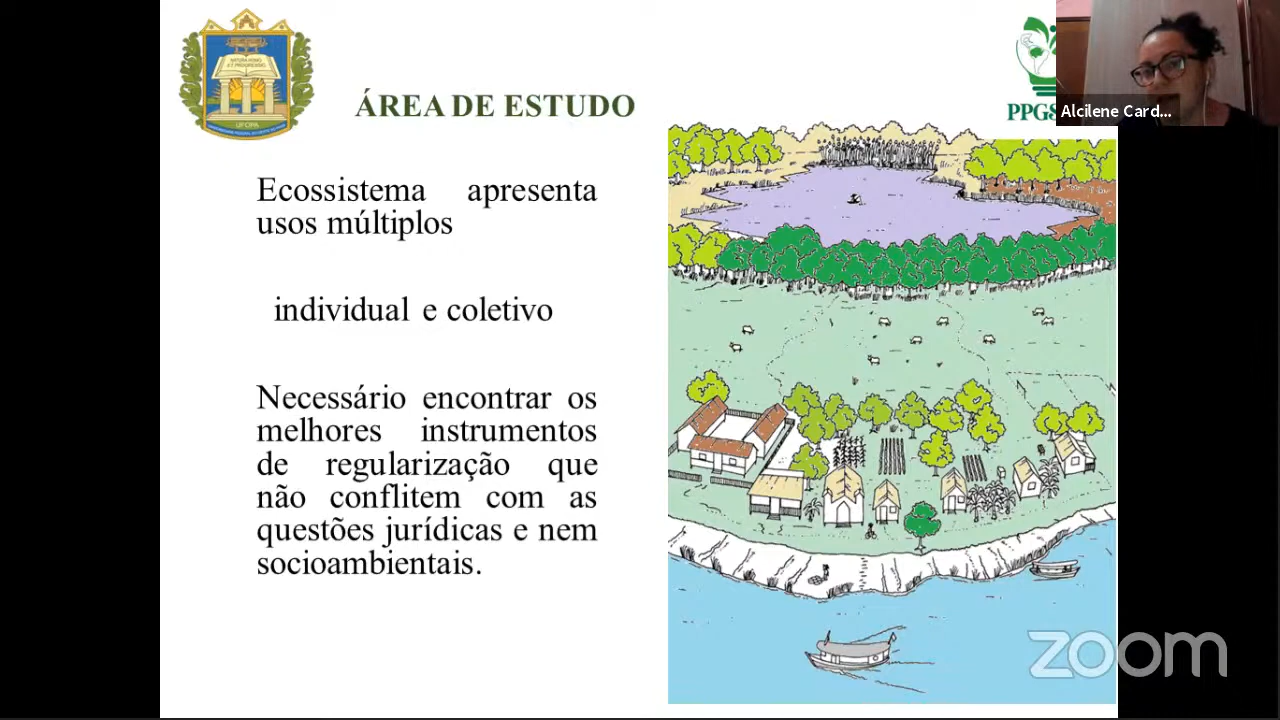 ÁREA DE ESTUDO
PPGS
Alcilene Card...
Ecossistema apresenta
usos múltiplos
individual e coletivo
Necessário encontrar os
melhores instrumentos
de regularização que
não conflitem com as
questões jurídicas e nem
socioambientais.
zoom